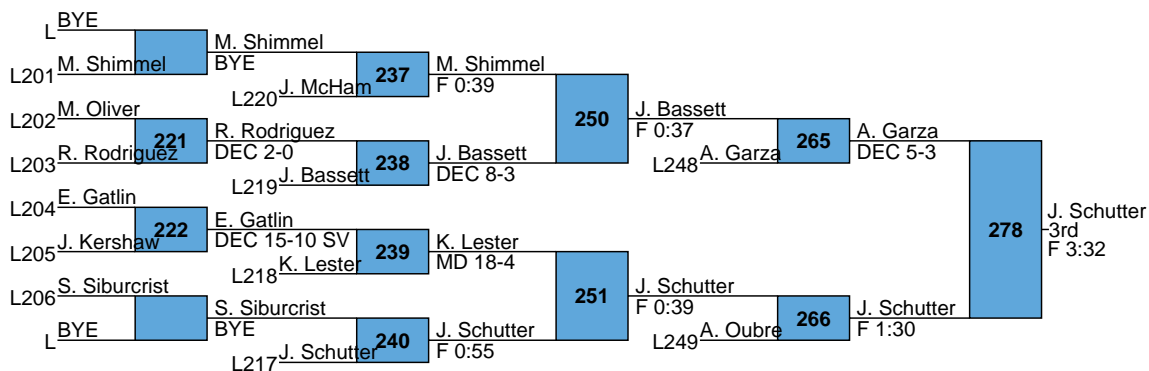 L BYE
L201 M. Shimmel
M. Shimmel
BYE
L220 J. McHam
237
M. Shimmel
F 0:39
L202 M. Oliver
221
L203 R. Rodriguez
R. Rodriguez
DEC 2-0
L219 J. Bassett
238
J. Bassett
DEC 8-3
250
J. Bassett
F 0:37
L248 A. Garza
265
A. Garza
DEC 5-3
L204 E. Gatlin
222
L205 J. Kershaw
E. Gatlin
DEC 15-10 SV
L218 K. Lester
239
K. Lester
MD 18-4
L206 S. Siburcrist
L BYE
S. Siburcrist
BYE
L217 J. Schutter
240
J. Schutter
F 0:55
251
J. Schutter
F 0:39
L249 A. Oubre
266
J. Schutter
F 1:30
278
J. Schutter
3rd
F 3:32